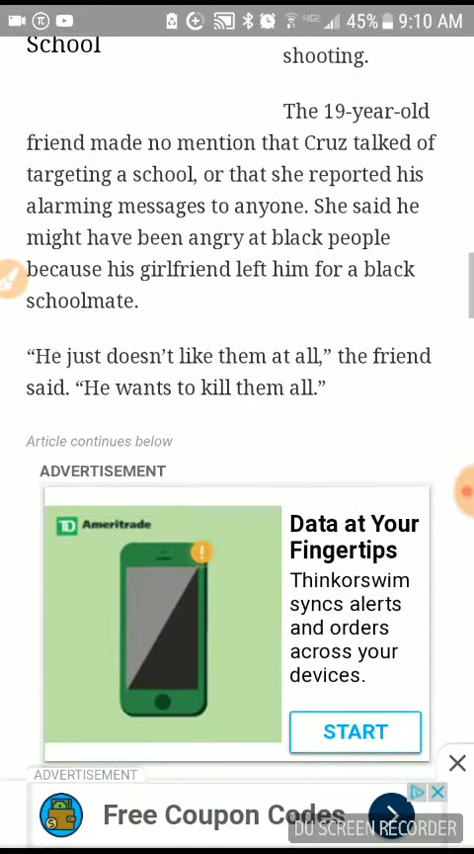 45% 9:10 AM
School
shooting.
The 19-year-old
friend made no mention that Cruz talked of
targeting a school, or that she reported his
alarming messages to anyone. She said he
might have been angry at black people
because his girlfriend left him for a black
schoolmate.
“He just doesn’t like them at all,” the friend
said. “He wants to kill them all.”
Article continues below
ADVERTISEMENT
TD Ameritrade
Data at Your
Fingertips
Thinkorswim
syncs alerts
and orders
across your
devices.
START
ADVERTISEMENT
Free Coupon Codes
DU SCREEN RECORDER